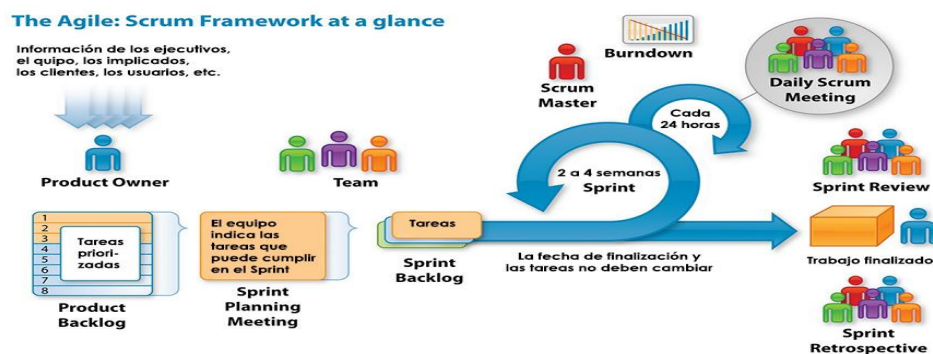 The Agile: Scrum Framework at a glance
Información de los ejecutivos,
el quipo, los implicados,
los clientes, los usuarios, etc.
Product Owner
Team
Scrum
Master
Burndown
Daily Scrum
Meeting
Cada
24 horas
2 a 4 semanas
Sprint
Sprint Review
1
2
3
4
5
6
7
8
Tareas
priori-
zadas
Product
Backlog
El equipo
indica las
tareas que
puede cumplir
en el Sprint
Sprint
Planning
Meeting
Tareas
Sprint
Backlog
La fecha de finalización y
las tareas no deben cambiar
Trabajo finalizado
Sprint
Retrospective